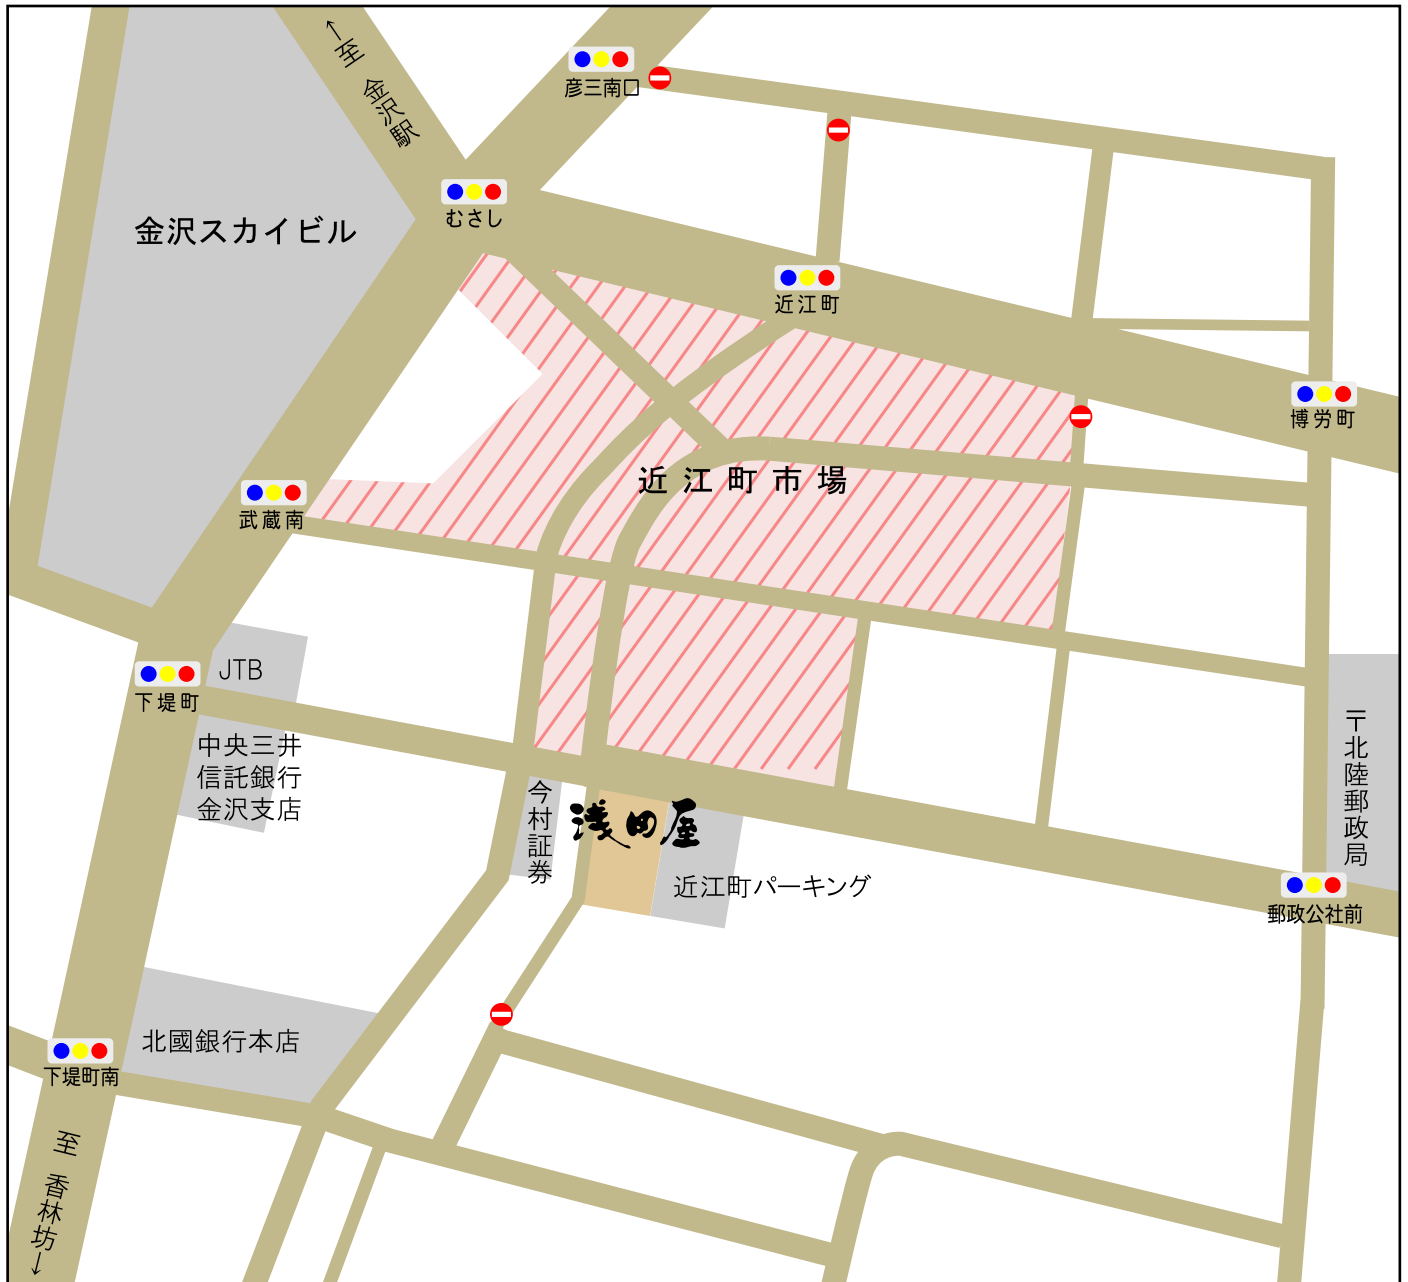 ←至 金沢駅
彦三南口
金沢スカイビル
むさし
近江町
博労町
近江町市場
武蔵南
JTB
下堤町
中央三井
信託銀行
金沢支店
今村証券
浅田屋
近江町パーキング
〒北陸郵政局
郵政公社前
北國銀行本店
下堤町南
至 香林坊→